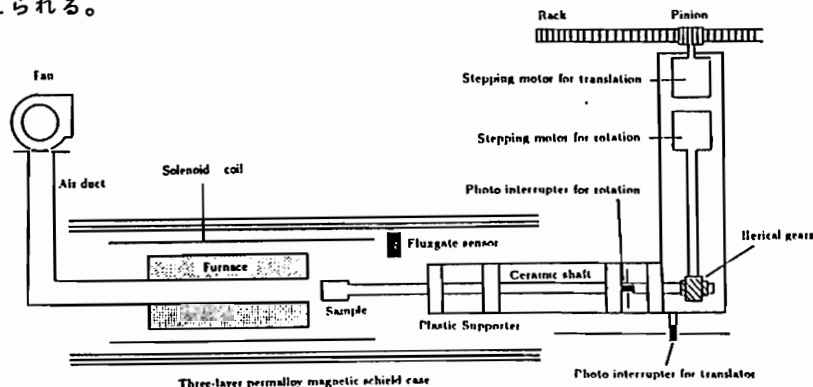 えられる。
Rack
Pinion
Fan
Stepping motor for translation
Stepping motor for rotation
Air duct
Solenoid coil
Photo interrupter for rotation
Fluxgate sensor
Herical gears
Furnace
Ceramic shaft
Sample
Plastic Supporter
Photo interrupter for translator
Three-layer permalloy magnetic schield case